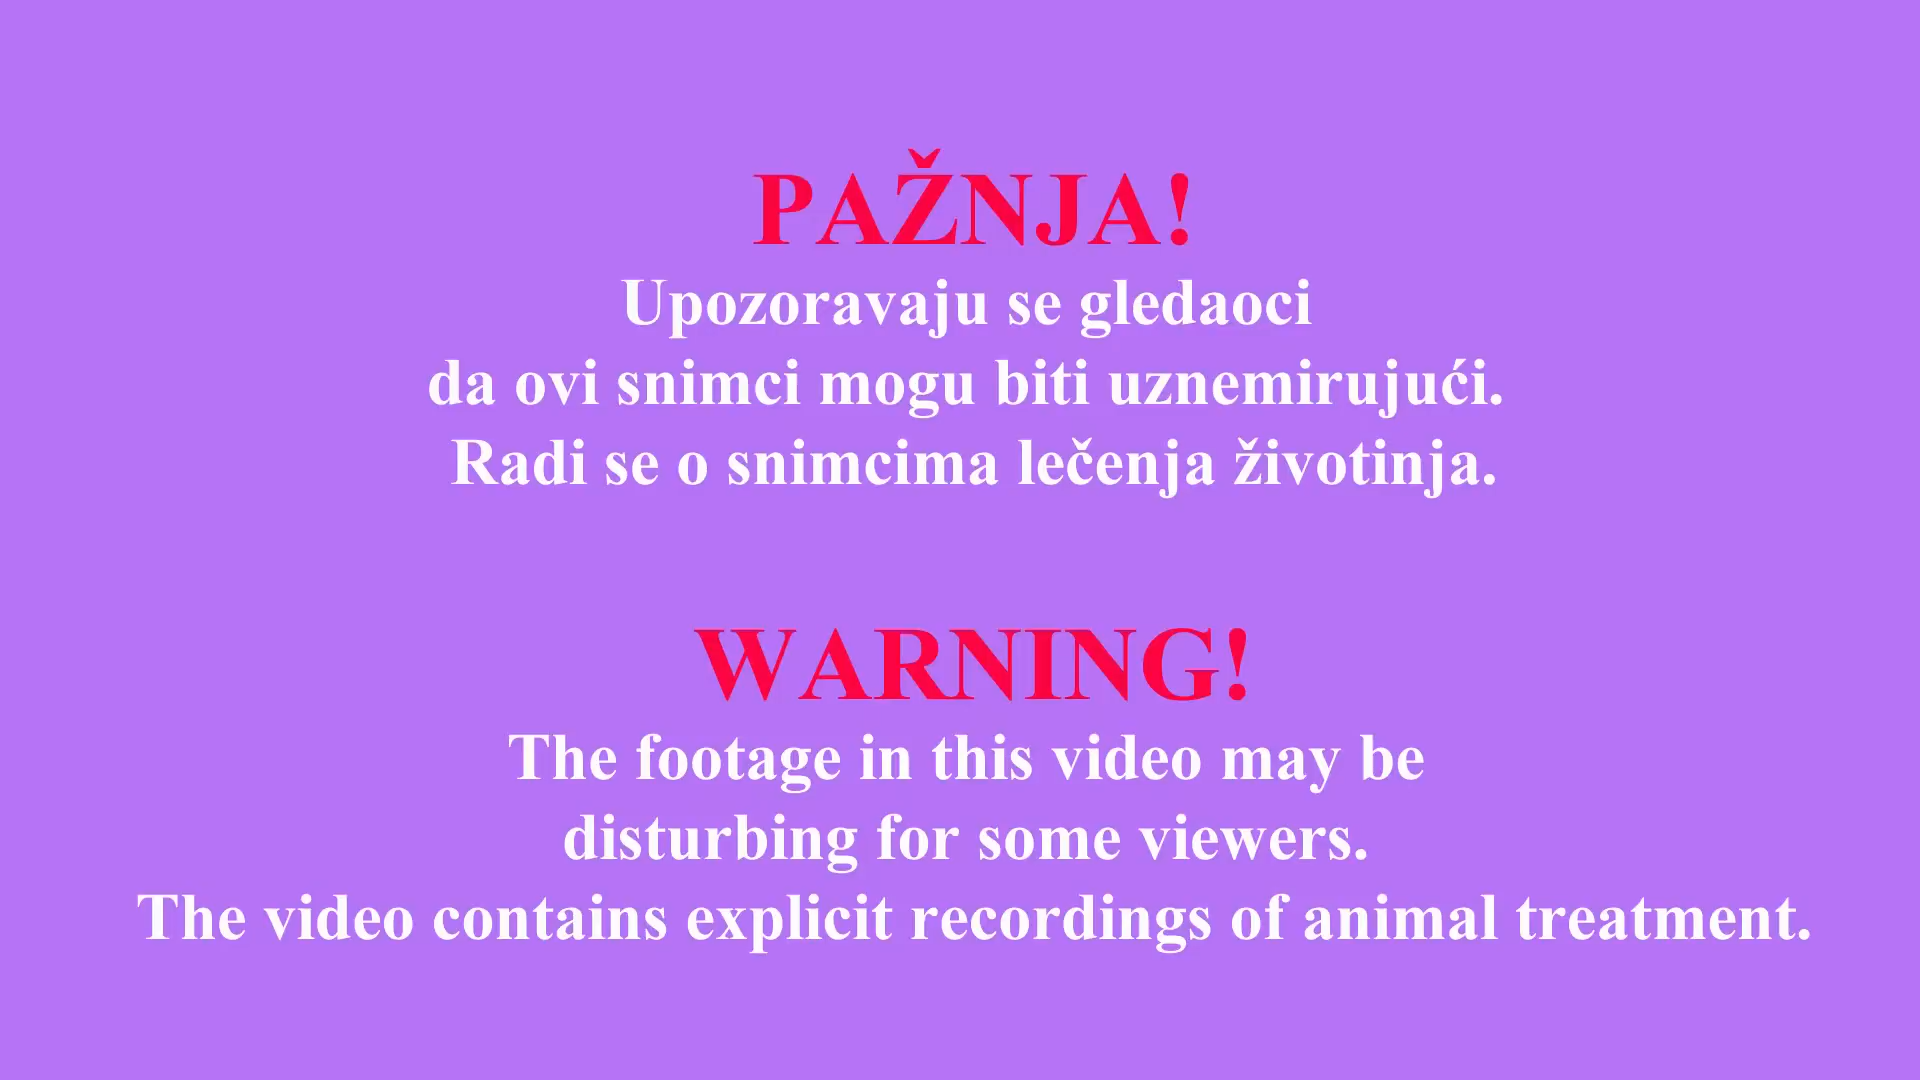 PAŽNJA!
Upozoravaju se gledaoci
da ovi snimci mogu biti uznemirujući.
Radi se o snimcima lečenja životinja.
WARNING!
The footage in this video may be
disturbing for some viewers.
The video contains explicit recordings of animal treatment.